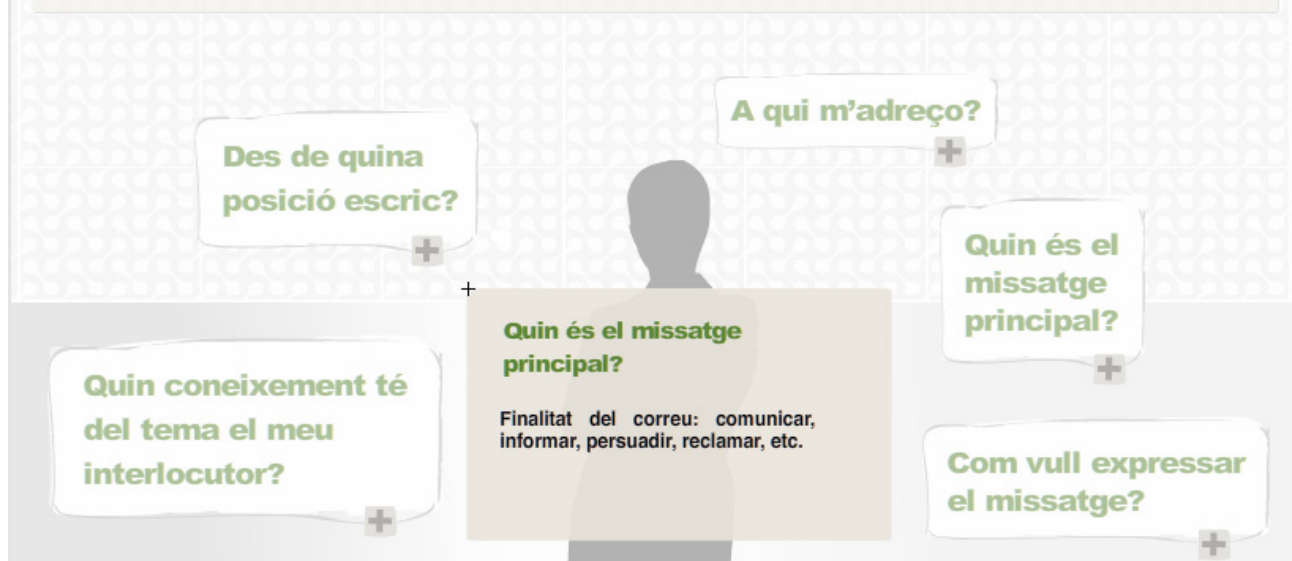 A qui m’adreço?
Des de quina
posició escric?
Quin és el
missatge
principal?
Quin és el missatge
principal?
Finalitat del correu: comunicar,
informar, persuadir, reclamar, etc.
Quin coneixement té
del tema el meu
interlocutor?
Com vull expressar
el missatge?